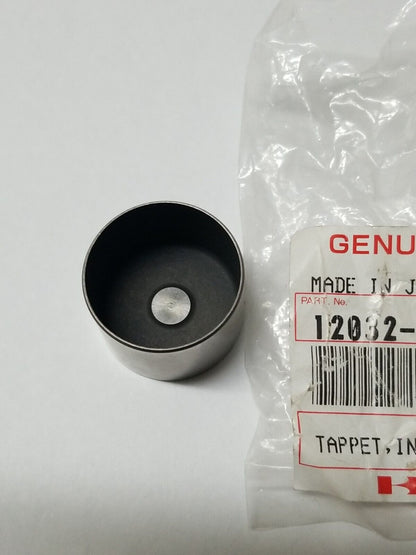 GENU
MADE IN J
PART. No.
12032-
TAPPET,IN